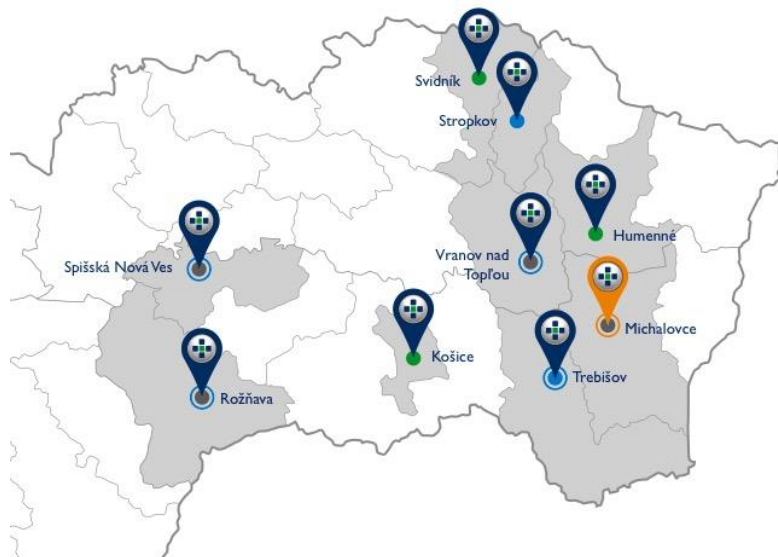 Svidník
Stropkov
Humenné
Vranov nad
Topľou
Spišská Nová Ves
Michalovce
Košice
Trebišov
Rožňava